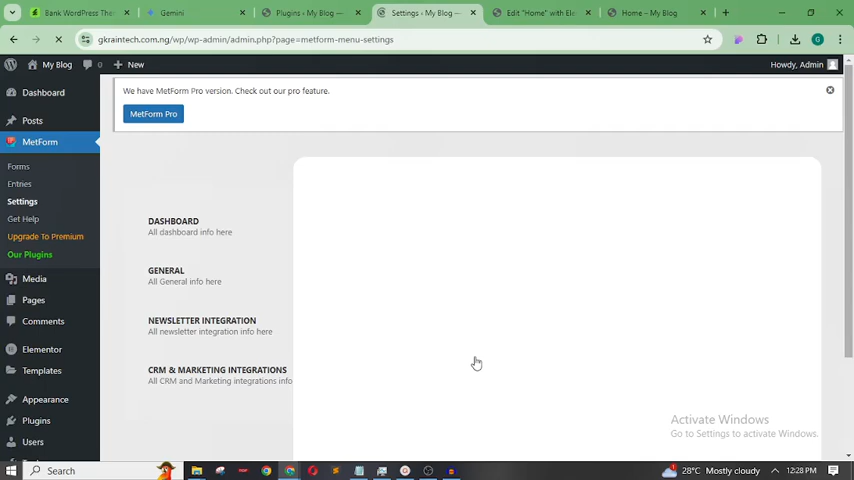 Bank WordPress Them
Gemini
Plugins ‹ My Blog —
Settings ‹ My Blog —
Edit "Home" with Ele
Home – My Blog
gkraintech.com.ng/wp/wp-admin/admin.php?page=metform-menu-settings
G
My Blog
0
New
Howdy, Admin
Dashboard
Posts
MetForm
Forms
Entries
Settings
Get Help
Upgrade To Premium
Our Plugins
Media
Pages
Comments
Elementor
Templates
Appearance
Plugins
Users
We have MetForm Pro version. Check out our pro feature.
MetForm Pro
DASHBOARD
All dashboard info here
GENERAL
All General info here
NEWSLETTER INTEGRATION
All newsletter integration info here
CRM & MARKETING INTEGRATIONS
All CRM and Marketing integrations info
Activate Windows
Go to Settings to activate Windows.
Search
28°C Mostly cloudy
12:28 PM